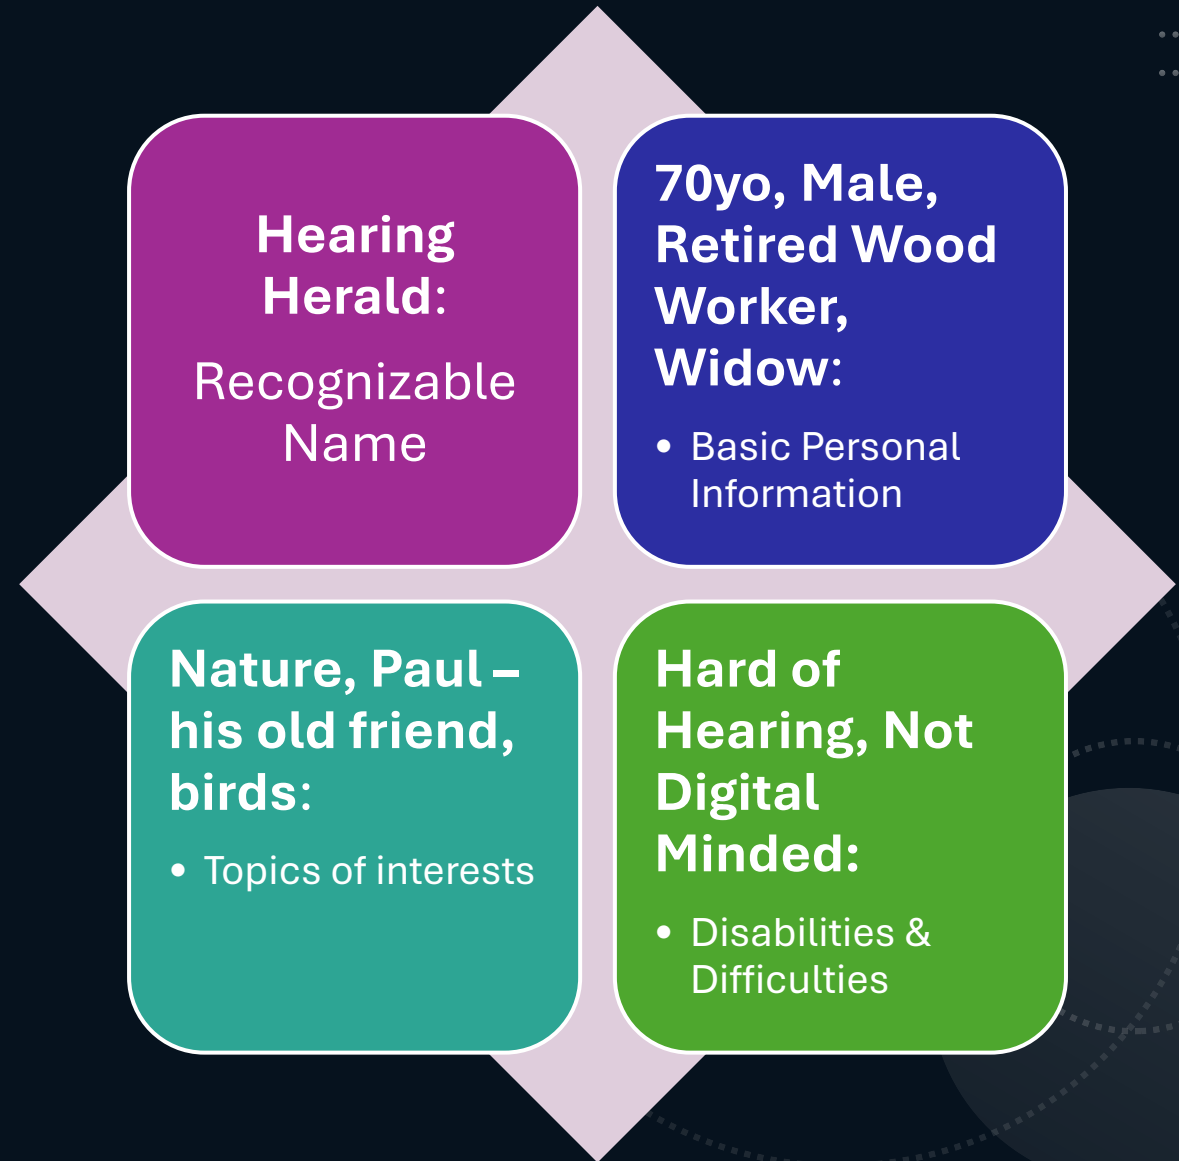 Hearing
Herald:
Recognizable
Name
70yo, Male,
Retired Wood
Worker,
Widow:
• Basic Personal
Information
Nature, Paul –
his old friend,
birds:
• Topics of interests
Hard of
Hearing, Not
Digital
Minded:
• Disabilities &
Difficulties